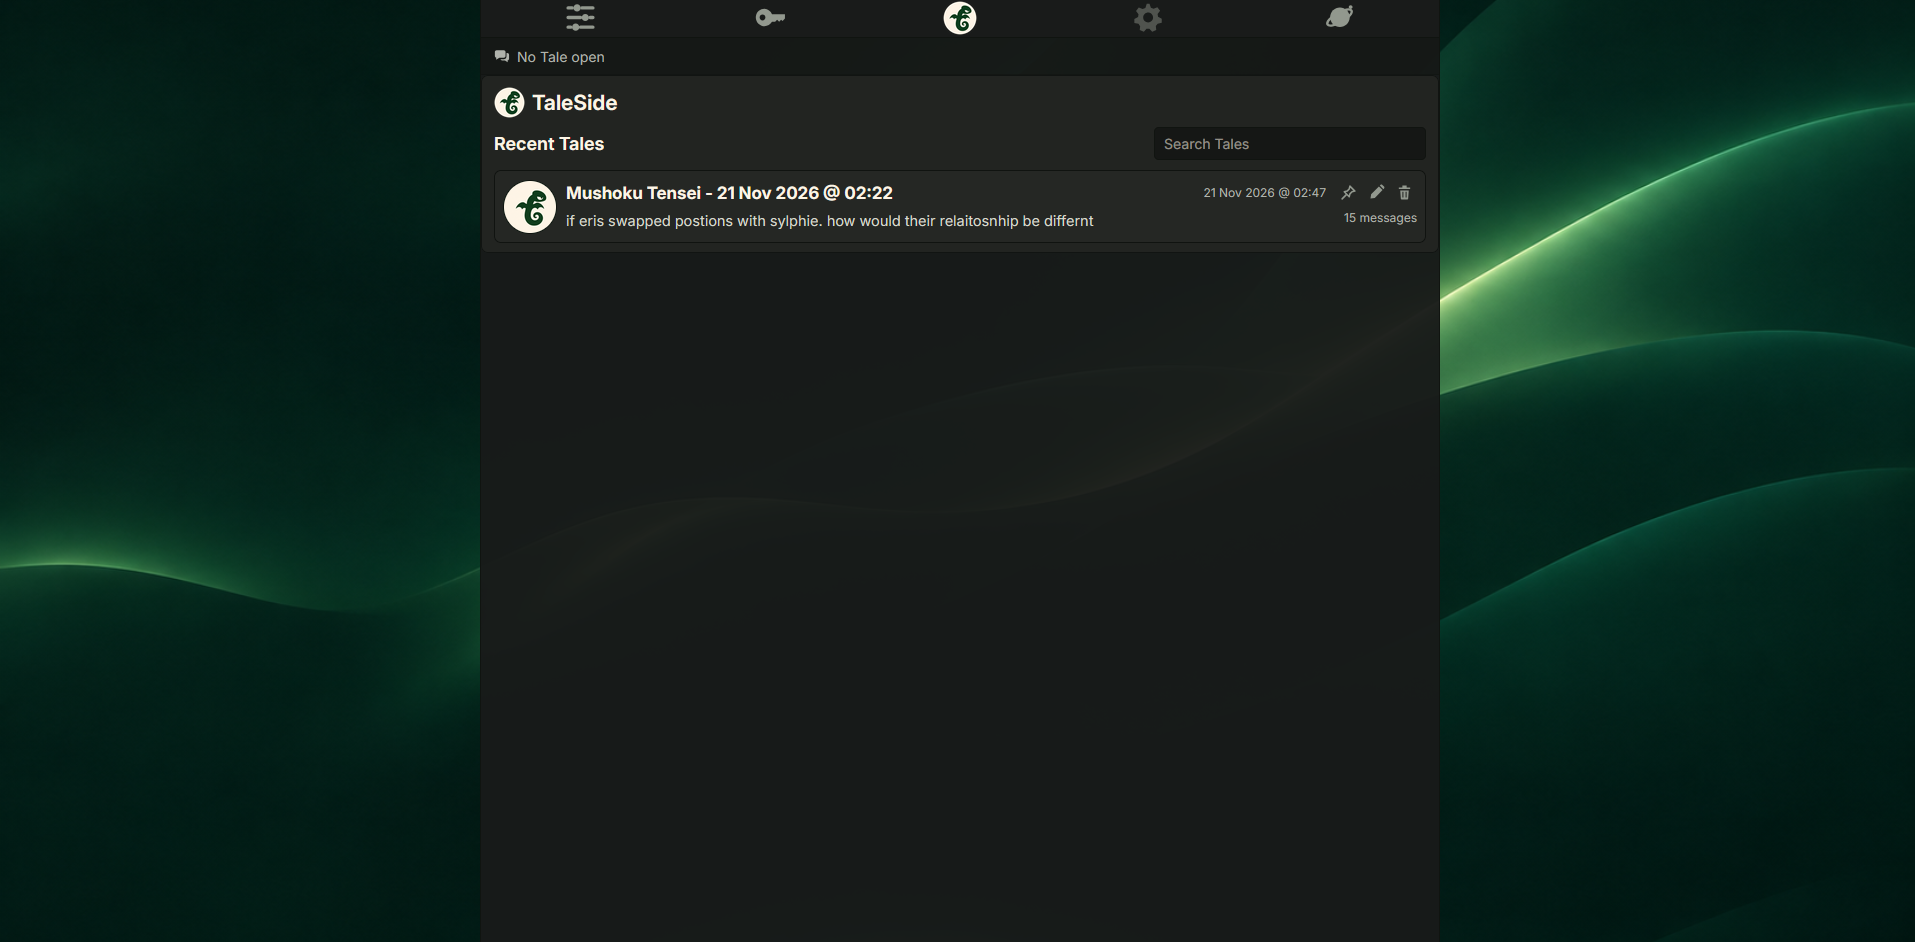 No Tale open
TaleSide
Recent Tales
Search Tales
Mushoku Tensei - 21 Nov 2026 @ 02:22
21 Nov 2026 @ 02:47
if eris swapped postions with sylphie. how would their relaitosnhip be differnt
15 messages